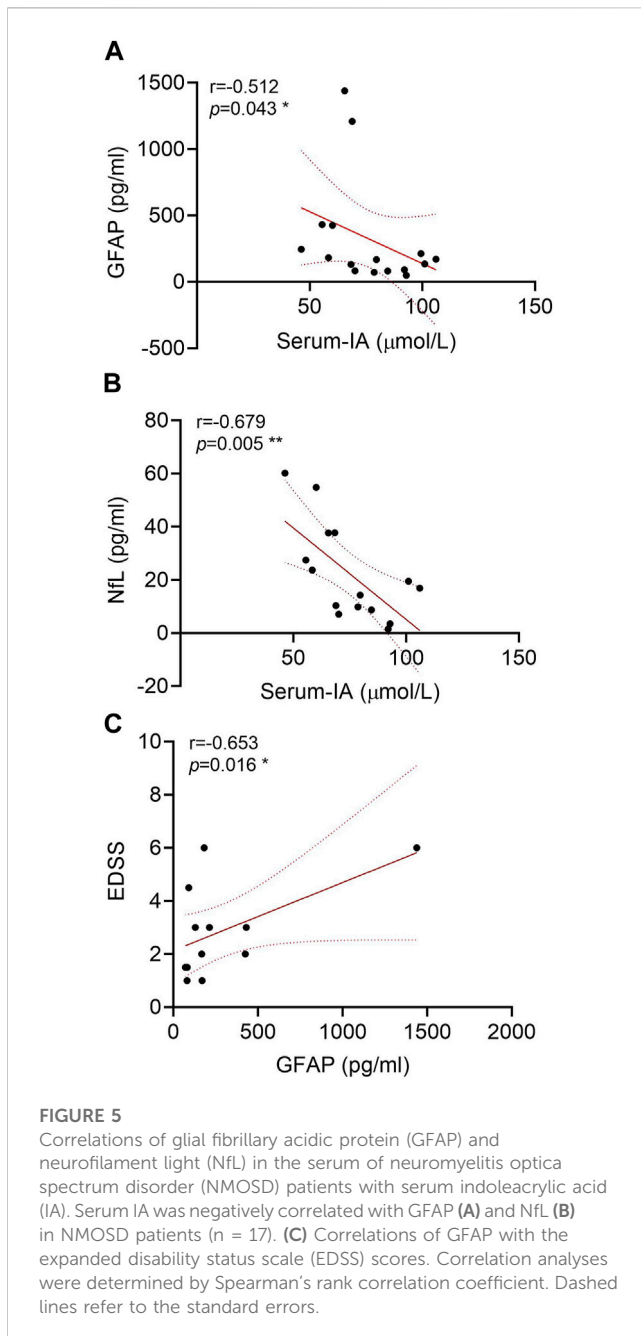 A
r=-0.512
p=0.043 *
1500
1000
500
0
-500
GFAP (pg/ml)
50
100
150
Serum-IA (μmol/L)
B
r=-0.679
p=0.005 **
80
60
40
20
0
-20
NfL (pg/ml)
50
100
150
Serum-IA (μmol/L)
C
r=-0.653
p=0.016 *
10
8
6
4
2
0
EDSS
0
500
1000
1500
2000
GFAP (pg/ml)
FIGURE 5
Correlations of glial fibrillary acidic protein (GFAP) and
neurofilament light (NfL) in the serum of neuromyelitis optica
spectrum disorder (NMOSD) patients with serum indoleacrylic acid
(IA). Serum IA was negatively correlated with GFAP (A) and NfL (B)
in NMOSD patients (n = 17). (C) Correlations of GFAP with the
expanded disability status scale (EDSS) scores. Correlation analyses
were determined by Spearman's rank correlation coefficient. Dashed
lines refer to the standard errors.